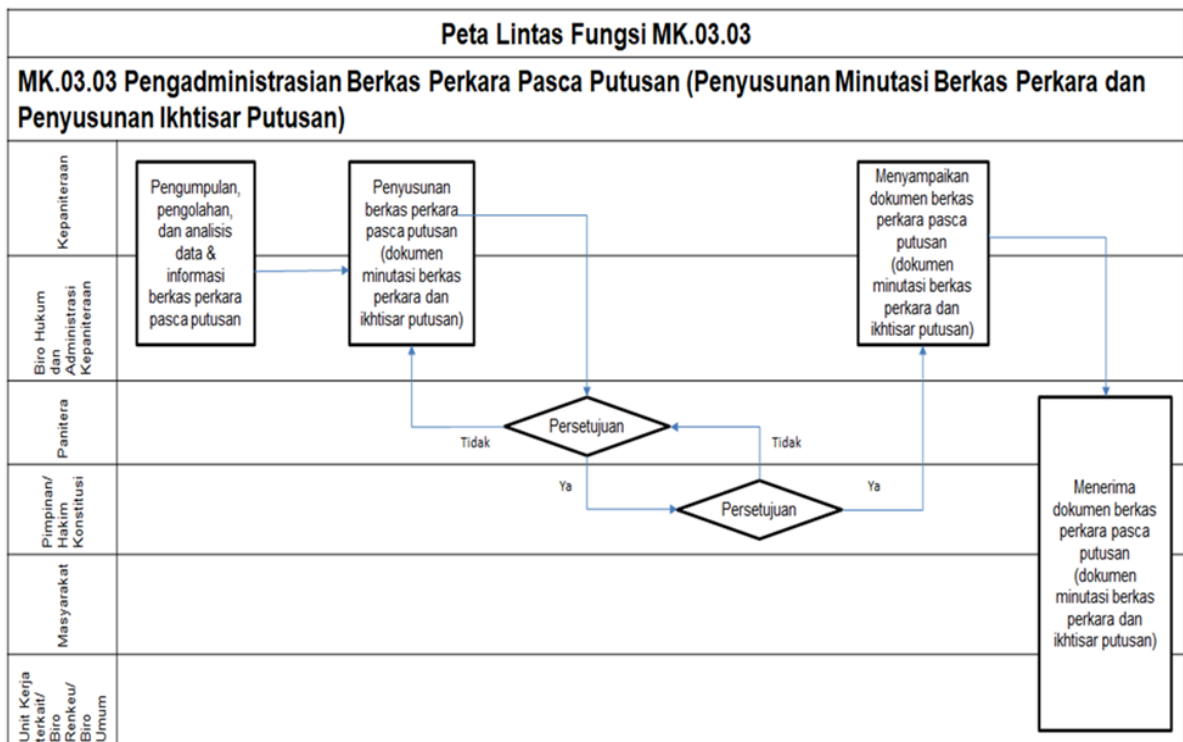 Peta Lintas Fungsi MK.03.03
MK.03.03 Pengadministrasian Berkas Perkara Pasca Putusan (Penyusunan Minutasi Berkas Perkara dan
Penyusunan Ikhtisar Putusan)
Kepaniteraan
Pengumpulan,
pengolahan,
dan analisis
data &
informasi
berkas perkara
pasca putusan
Penyusunan
berkas perkara
pasca putusan
(dokumen
minutasi berkas
perkara dan
ikhtisar putusan)
Menyampaikan
dokumen berkas
perkara pasca
putusan
(dokumen
minutasi berkas
perkara dan
ikhtisar putusan)
Biro Hukum
dan
Administrasi
Kepaniteraan
Panitera
Persetujuan
Tidak
Tidak
Ya
Pimpinan/
Hakim
Konstitusi
Persetujuan
Ya
Menerima
dokumen berkas
perkara pasca
putusan
(dokumen
minutasi berkas
perkara dan
ikhtisar putusan)
Masyarakat
Unit Kerja
terkait/
Biro
Renkeu/
Biro
Umum